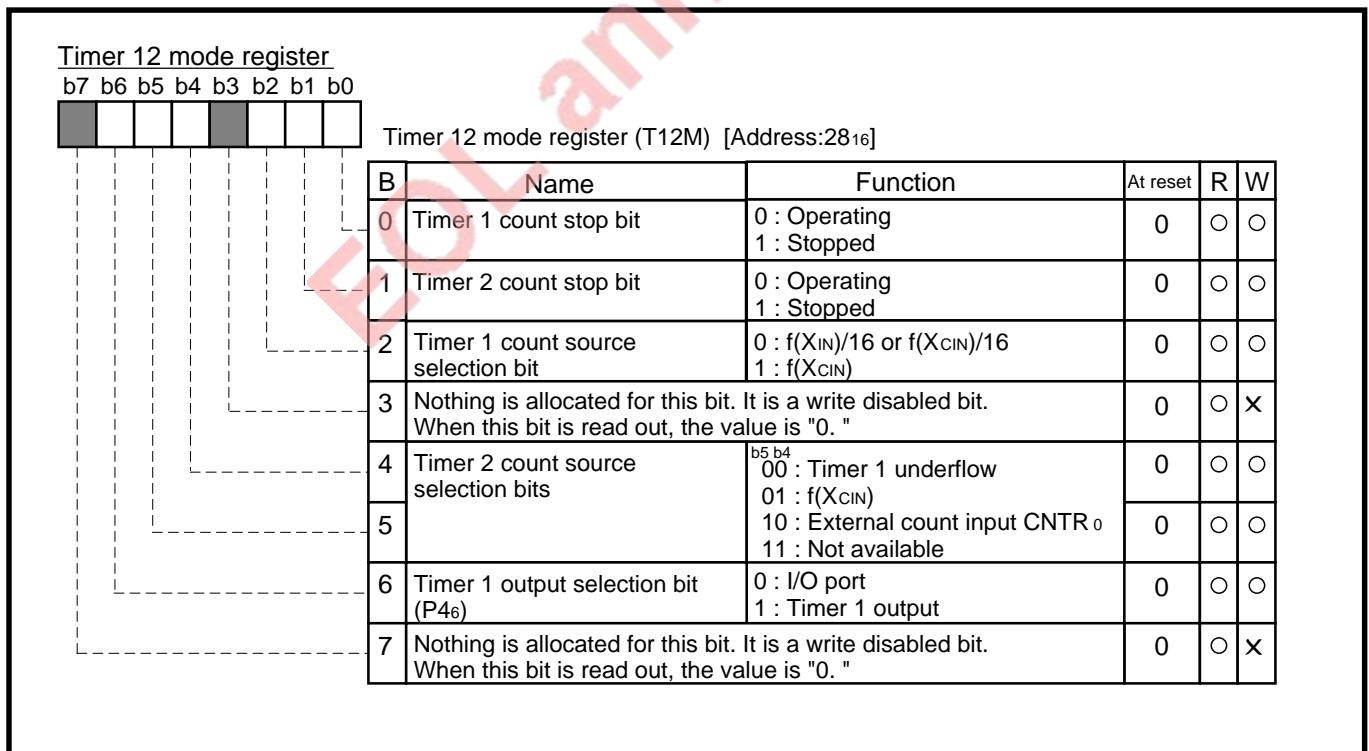 Timer 12 mode register
b7 b6 b5 b4 b3 b2 b1 b0
Timer 12 mode register (T12M) [Address:2816]
B Name Function At reset R W
0 Timer 1 count stop bit 0 : Operating 0 ○ ○
1 : Stopped
1 Timer 2 count stop bit 0 : Operating 0 ○ ○
1 : Stopped
2 Timer 1 count source 0 : f(XIN)/16 or f(XCIN)/16 0 ○ ○
selection bit 1 : f(XCIN)
3 Nothing is allocated for this bit. It is a write disabled bit. 0 ○ ×
When this bit is read out, the value is "0. "
b5 b4
4 Timer 2 count source 00 : Timer 1 underflow 0 ○ ○
selection bits 01 : f(XCIN)
5 10 : External count input CNTR 0 0 ○ ○
11 : Not available
6 Timer 1 output selection bit 0 : I/O port 0 ○ ○
(P46) 1 : Timer 1 output
7 Nothing is allocated for this bit. It is a write disabled bit. 0 ○ ×
When this bit is read out, the value is "0. "
EOL